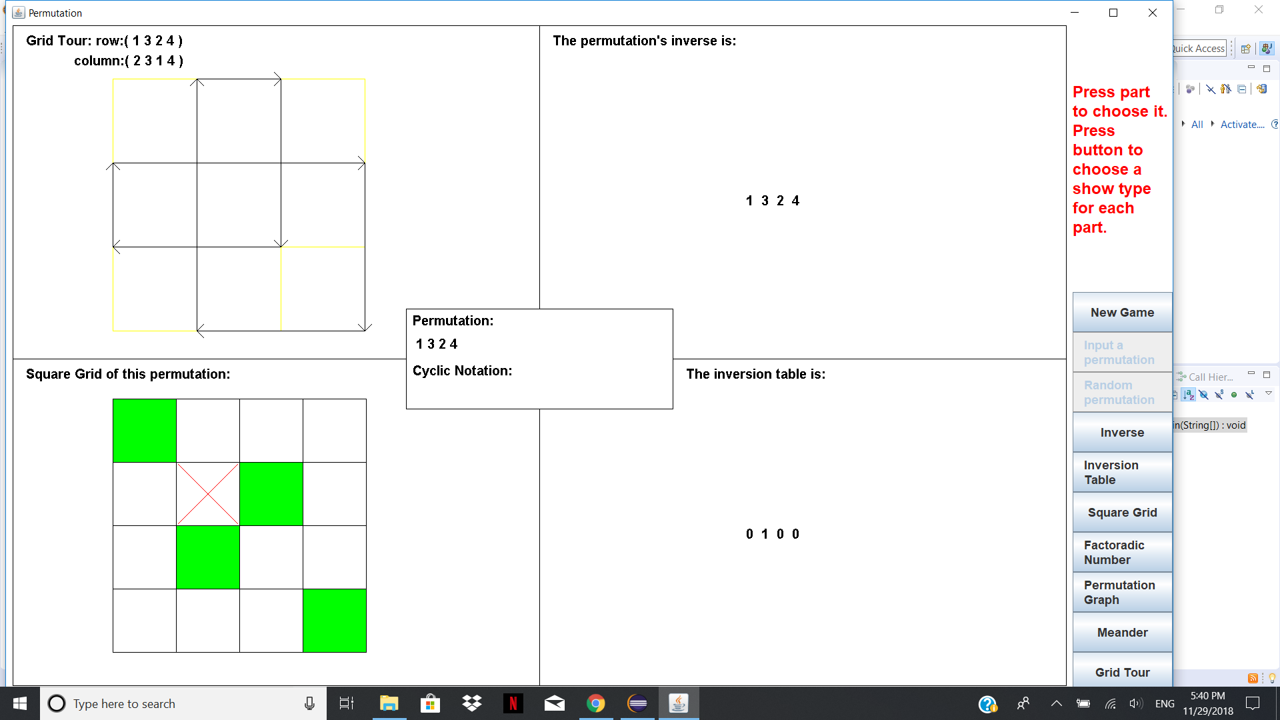 Permutation
Grid Tour: row:( 1 3 2 4 )
column:( 2 3 1 4 )
The permutation's inverse is:
1 3 2 4
Permutation:
1 3 2 4
Cyclic Notation:
Square Grid of this permutation:
The inversion table is:
0 1 0 0
Press part
to choose it.
Press
button to
choose a
show type
for each
part.
New Game
Input a
permutation
Random
permutation
Inverse
Inversion
Table
Square Grid
Factoradic
Number
Permutation
Graph
Meander
Grid Tour
Quick Access
All
Activate....
Call Hier...
in(String[]) : void
Type here to search
ENG
5:40 PM
11/29/2018